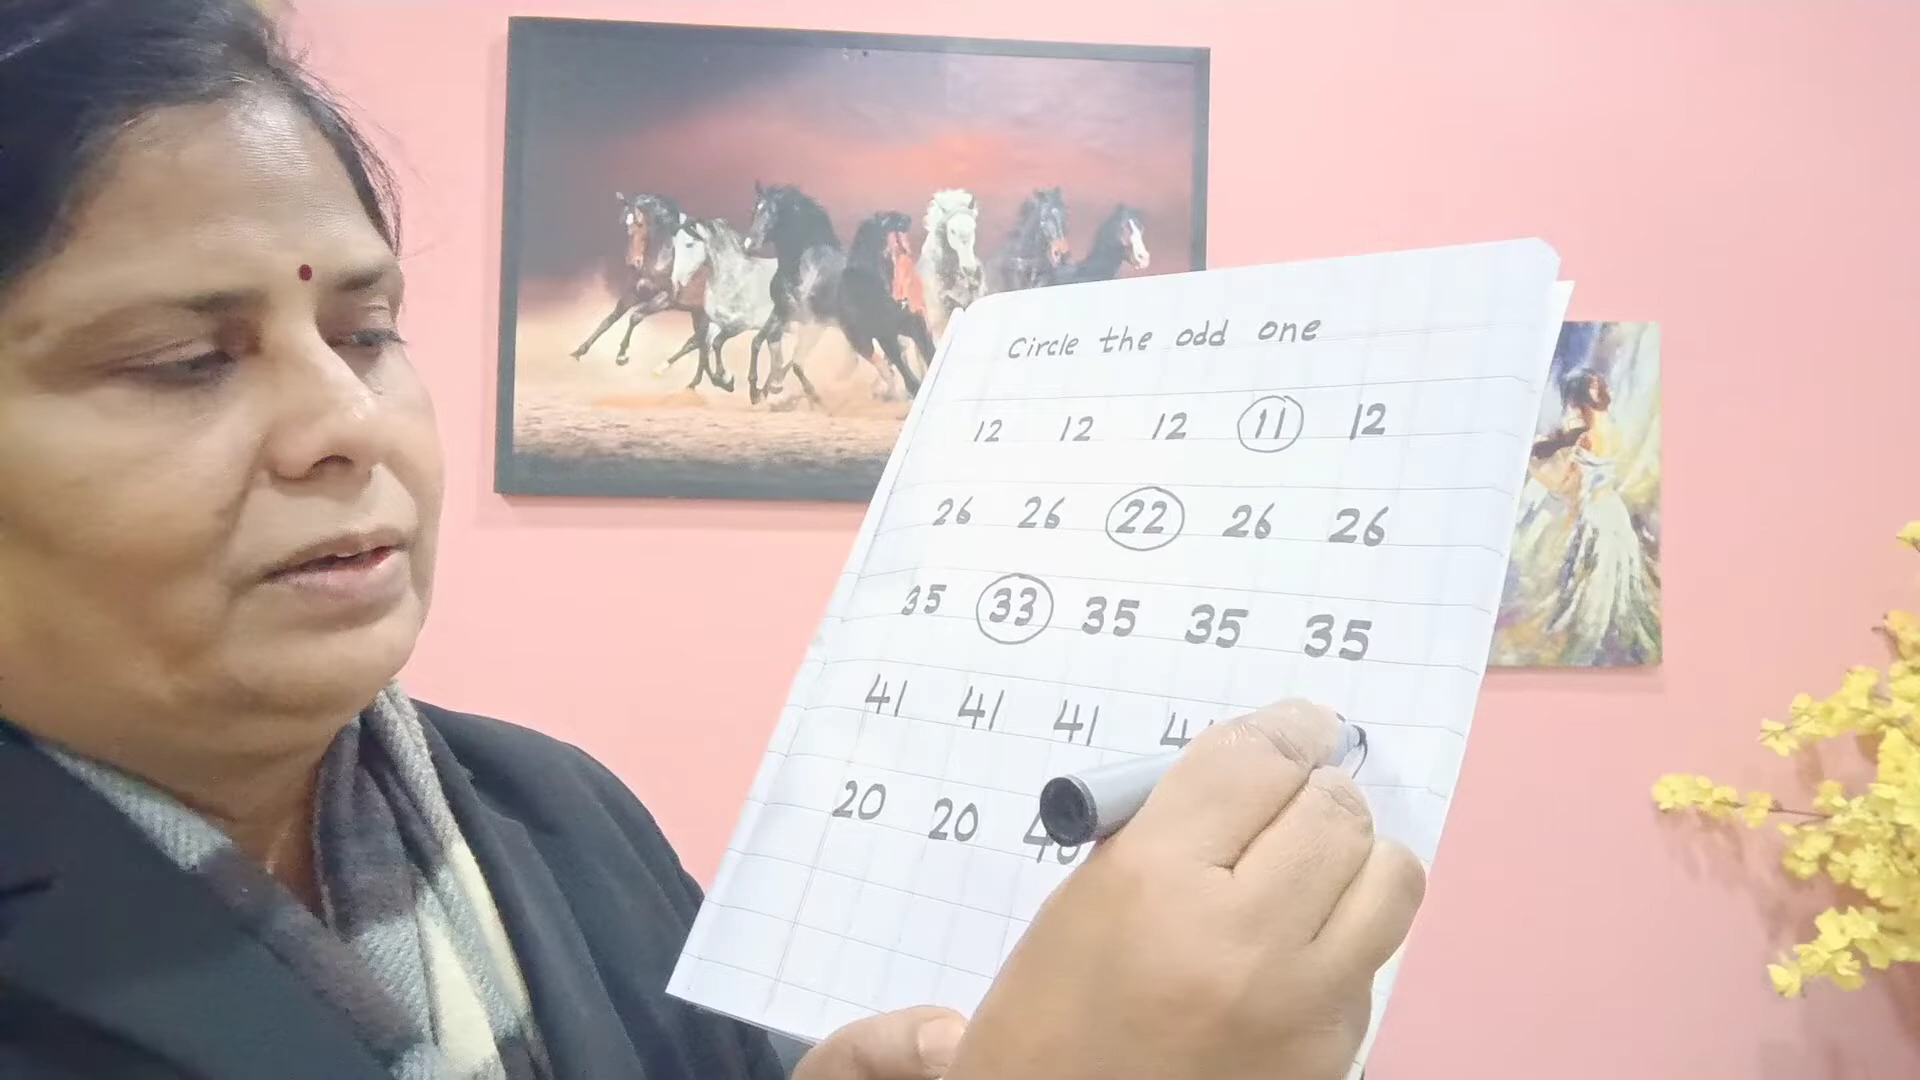 Circle the odd one
12 12 12 11 12
26 26 22 26 26
35 33 35 35 35
41 41 41
20 20